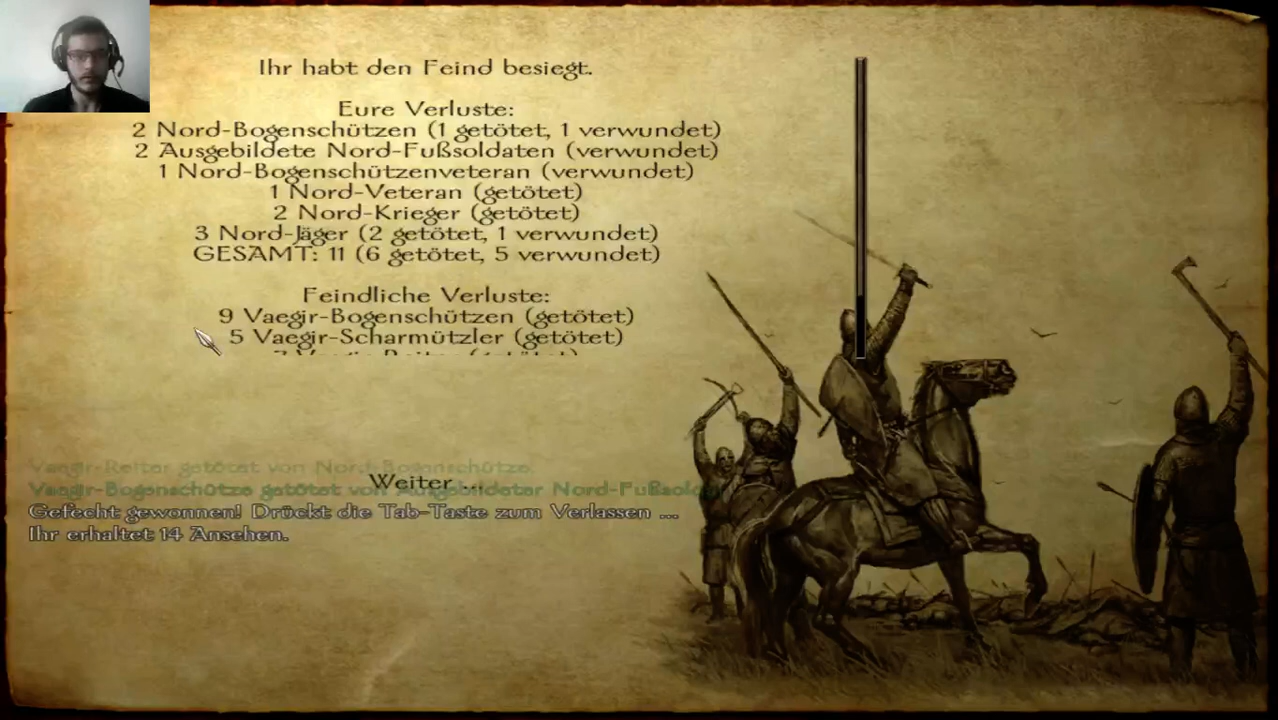 Ihr habt den Feind besiegt.
Eure Verluste:
2 Nord-Bogenschützen (1 getötet, 1 verwundet)
2 Ausgebildete Nord-Fußsoldaten (verwundet)
1 Nord-Bogenschützenveteran (verwundet)
1 Nord-Veteran (getötet)
2 Nord-Krieger (getötet)
3 Nord-Jäger (2 getötet, 1 verwundet)
GESAMT: 11 (6 getötet, 5 verwundet)
Feindliche Verluste:
9 Vaegir-Bogenschützen (getötet)
5 Vaegir-Scharmützler (getötet)
Vaegir-Reiter (getötet)
Vaegir-Reiter getötet von Nord-Bogenschütze.
Weiter ...
Vaegir-Bogenschütze getötet von Ausgebildeter
Gefecht gewonnen! Drückt die Tab-Taste zum Verlassen ...
Ihr erhaltet 14 Ansehen.